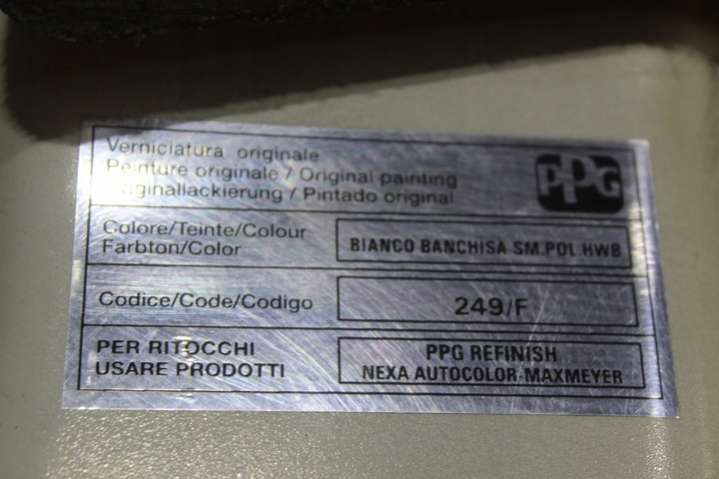 Verniciatura originale
Peinture originale / Original painting
Originallackierung / Pintado original
PPG
Colore/Teinte/Colour
Farbton/Color
BIANCO BANCHISA SM.POL.HWB
Codice/Code/Codigo
249/F
PER RITOCCHI
USARE PRODOTTI
PPG REFINISH
NEXA AUTOCOLOR-MAXMEYER